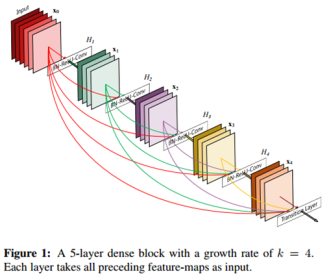 Input
x0
H1
BN-ReLU-Conv
x1
H2
BN-ReLU-Conv
x2
H3
BN-ReLU-Conv
x3
H4
BN-ReLU-Conv
x4
Transition Layer
Figure 1: A 5-layer dense block with a growth rate of k = 4.
Each layer takes all preceding feature-maps as input.